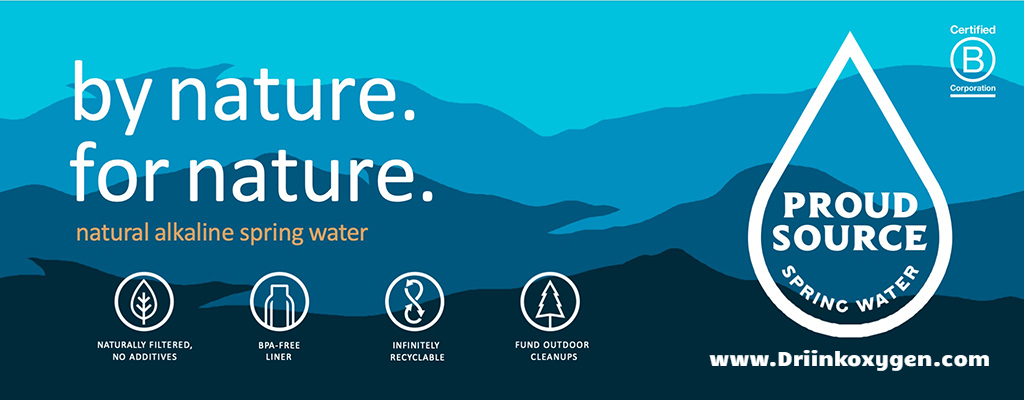 by nature.
for nature.
natural alkaline spring water
NATURALLY FILTERED,
NO ADDITIVES
BPA-FREE
LINER
INFINITELY
RECYCLABLE
FUND OUTDOOR
CLEANUPS
Certified
B
Corporation
PROUD
SOURCE
SPRING WATER
www.Driinkoxygen.com